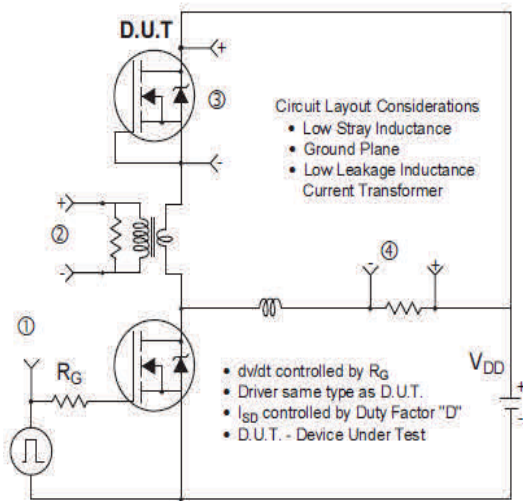 D.U.T
+
③
-
Circuit Layout Considerations
• Low Stray Inductance
• Ground Plane
• Low Leakage Inductance
Current Transformer
+
②
-
④
- +
①
RG
VDD
+
-
• dv/dt controlled by RG
• Driver same type as D.U.T.
• ISD controlled by Duty Factor "D"
• D.U.T. - Device Under Test